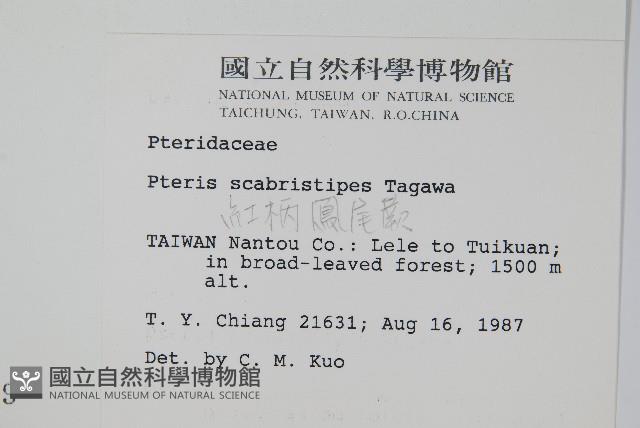 國立自然科學博物館
NATIONAL MUSEUM OF NATURAL SCIENCE
TAICHUNG, TAIWAN, R.O.CHINA
Pteridaceae
Pteris scabristipes Tagawa
紅柄鳳尾蕨
TAIWAN Nantou Co.: Lele to Tuikuan;
in broad-leaved forest; 1500 m
alt.
T. Y. Chiang 21631; Aug 16, 1987
Det. by C. M. Kuo
國立自然科學博物館
NATIONAL MUSEUM OF NATURAL SCIENCE